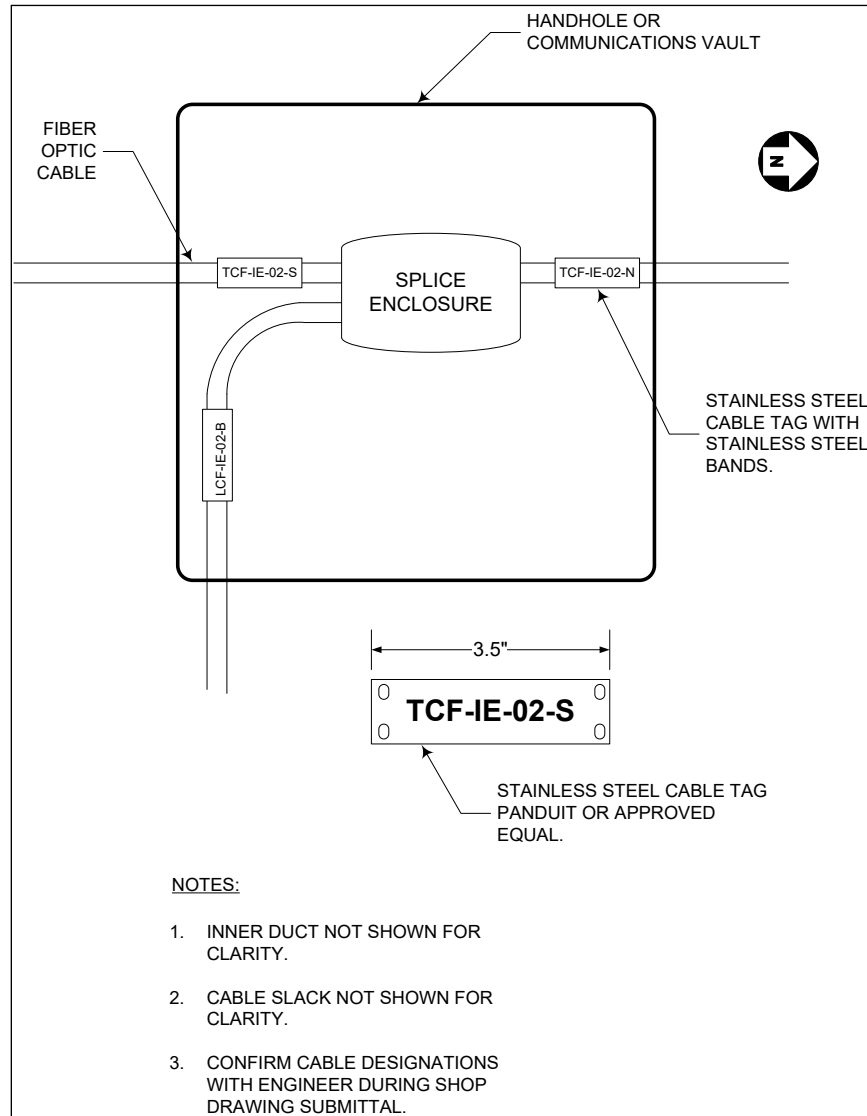 HANDHOLE OR
COMMUNICATIONS VAULT
FIBER
OPTIC
CABLE
N
TCF-IE-02-S
SPLICE
ENCLOSURE
TCF-IE-02-N
LCF-IE-02-B
STAINLESS STEEL
CABLE TAG WITH
STAINLESS STEEL
BANDS.
3.5"
TCF-IE-02-S
STAINLESS STEEL CABLE TAG
PANDUIT OR APPROVED
EQUAL.
NOTES:
1. INNER DUCT NOT SHOWN FOR
CLARITY.
2. CABLE SLACK NOT SHOWN FOR
CLARITY.
3. CONFIRM CABLE DESIGNATIONS
WITH ENGINEER DURING SHOP
DRAWING SUBMITTAL.